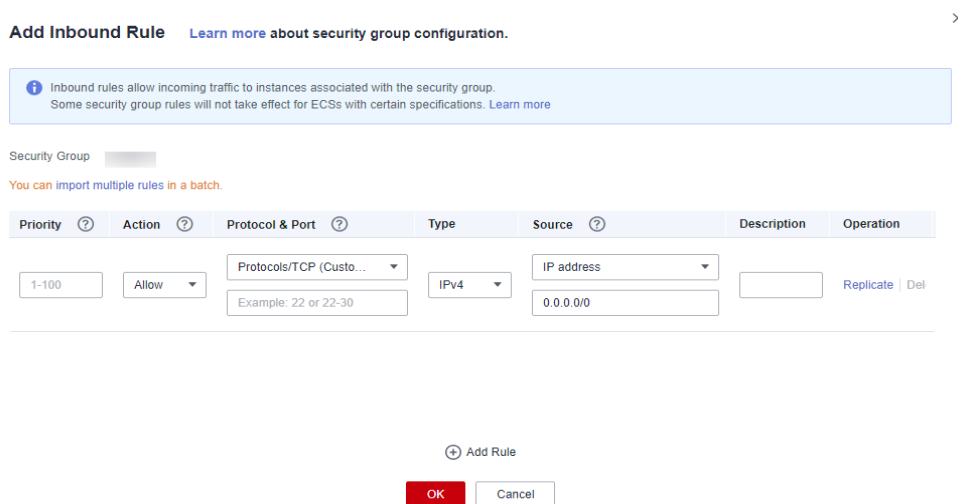 Add Inbound Rule Learn more about security group configuration.
Inbound rules allow incoming traffic to instances associated with the security group.
Some security group rules will not take effect for ECSs with certain specifications. Learn more
Security Group
You can import multiple rules in a batch.
Priority ? Action ? Protocol & Port ? Type Source ? Description Operation
Protocols/TCP (Custo... IP address
1-100 Allow IPv4 Replicate Del
Example: 22 or 22-30 0.0.0.0/0
Add Rule
OK Cancel